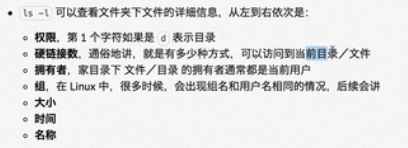 ls -l 可以查看文件夹下文件的详细信息，从左到右依次是：
权限，第 1 个字符如果是 d 表示目录
硬链接数，通俗地讲，就是有多少种方式，可以访问到当前目录／文件
拥有者，家目录下 文件／目录 的拥有者通常都是当前用户
组，在 Linux 中，很多时候，会出现组名和用户名相同的情况，后续会讲
大小
时间
名称